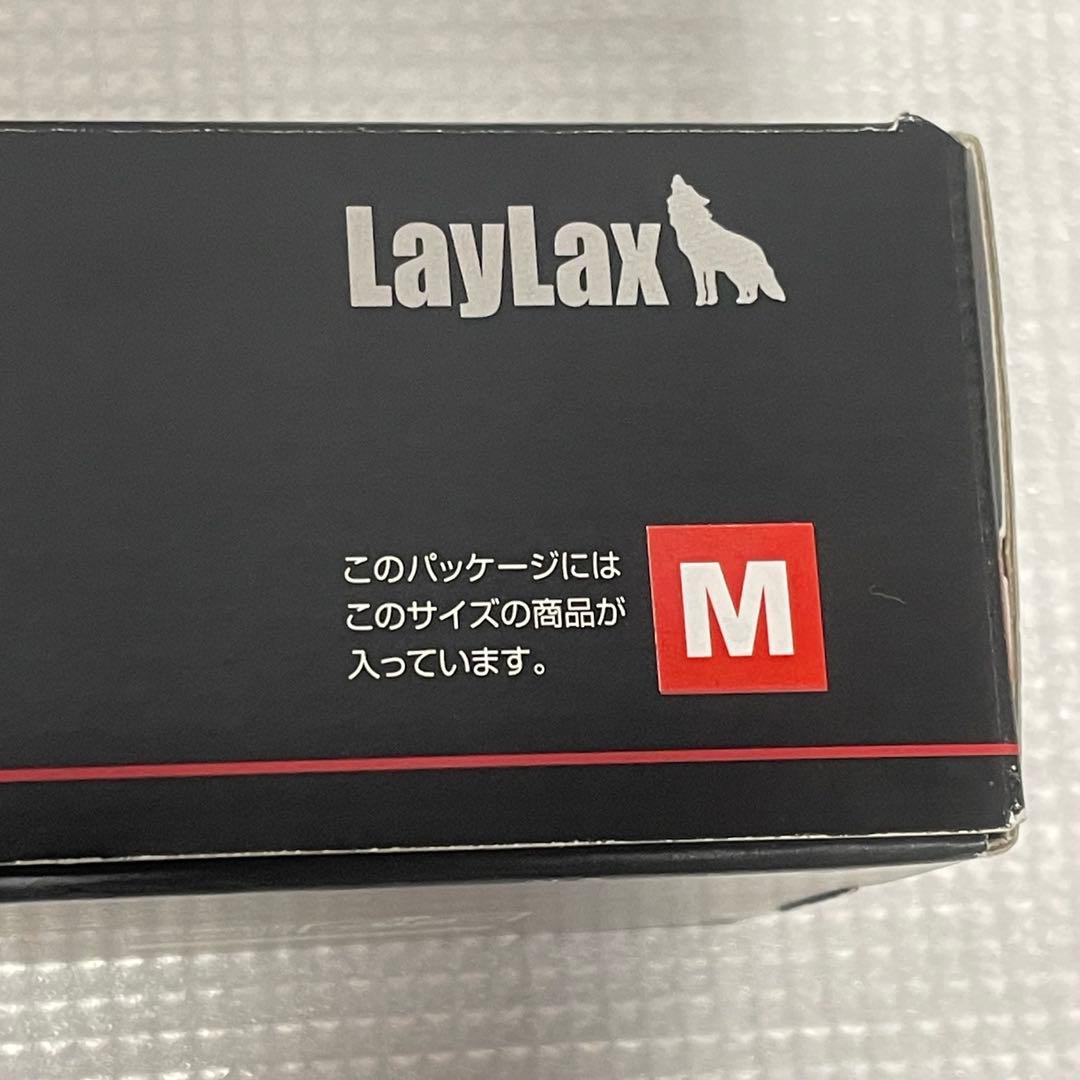 LayLax
このパッケージには
このサイズの商品が
入っています。
M